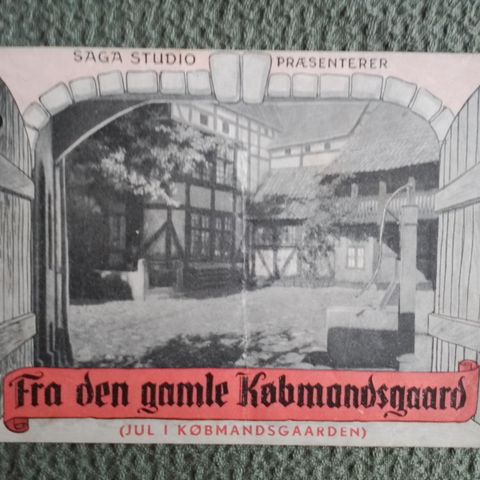 SAGA STUDIO PRÆSENTERER
Fra den gamle Købmandsgaard
(JUL I KØBMANDSGAARDEN)